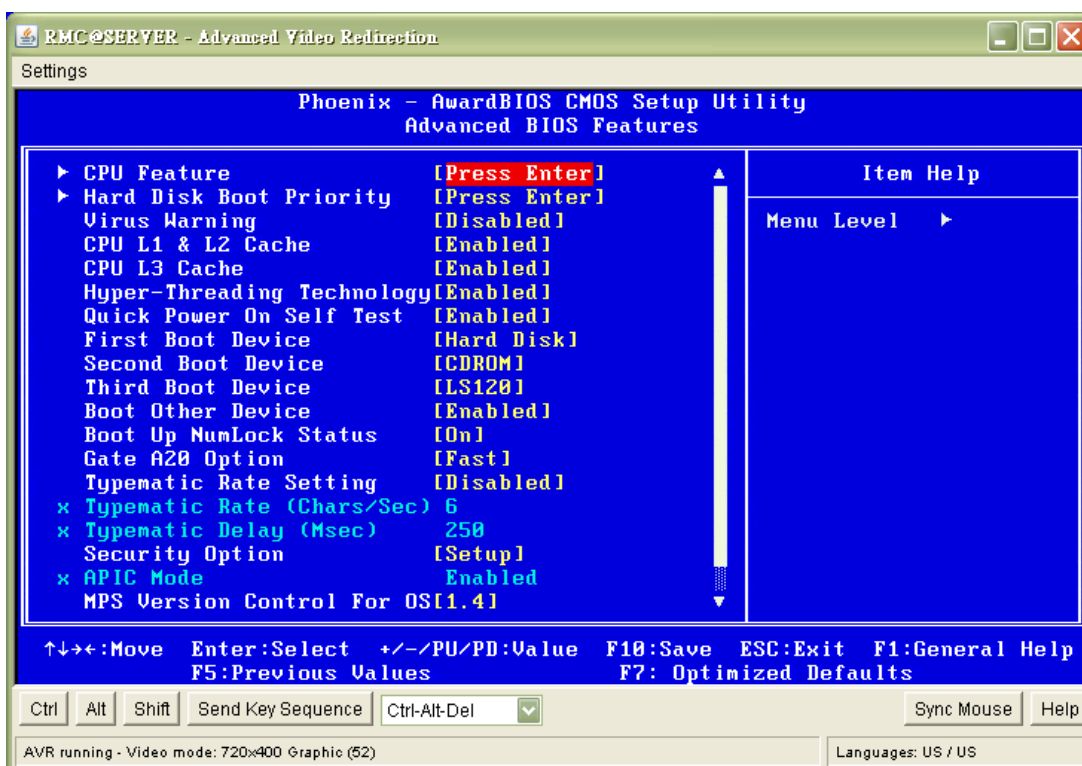 RMC@SERVER - Advanced Video Redirection
Settings
Phoenix - AwardBIOS CMOS Setup Utility
Advanced BIOS Features
CPU Feature [Press Enter]
Hard Disk Boot Priority [Press Enter]
Virus Warning [Disabled]
CPU L1 & L2 Cache [Enabled]
CPU L3 Cache [Enabled]
Hyper-Threading Technology[Enabled]
Quick Power On Self Test [Enabled]
First Boot Device [Hard Disk]
Second Boot Device [CDROM]
Third Boot Device [LS120]
Boot Other Device [Enabled]
Boot Up NumLock Status [On]
Gate A20 Option [Fast]
Typematic Rate Setting [Disabled]
x Typematic Rate (Chars/Sec) 6
x Typematic Delay (Msec) 250
Security Option [Setup]
x APIC Mode Enabled
MPS Version Control For OS[1.4]
Item Help
Menu Level
↑↓→←:Move Enter:Select +/-/PU/PD:Value F10:Save ESC:Exit F1:General Help
F5:Previous Values F7: Optimized Defaults
Ctrl Alt Shift Send Key Sequence Ctrl-Alt-Del Sync Mouse Help
AVR running - Video mode: 720x400 Graphic (52) Languages: US / US